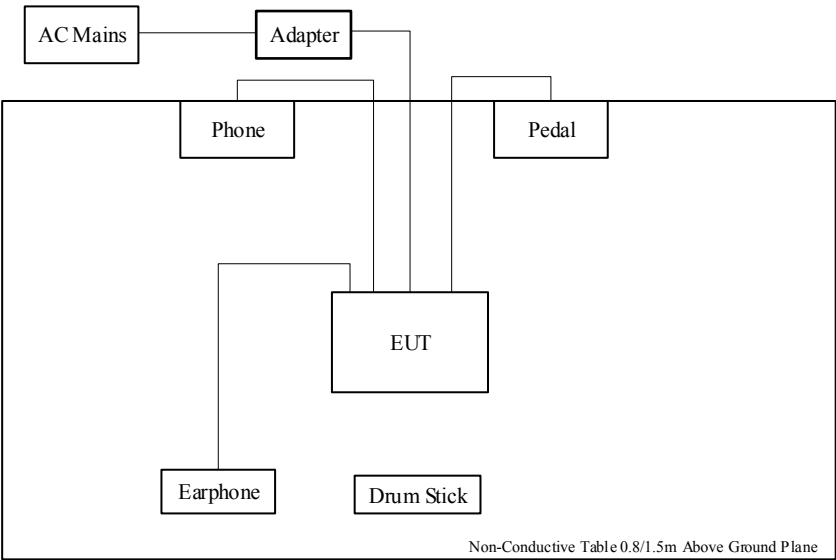 AC Mains
Adapter
Phone
Pedal
EUT
Earphone
Drum Stick
Non-Conductive Table 0.8/1.5m Above Ground Plane